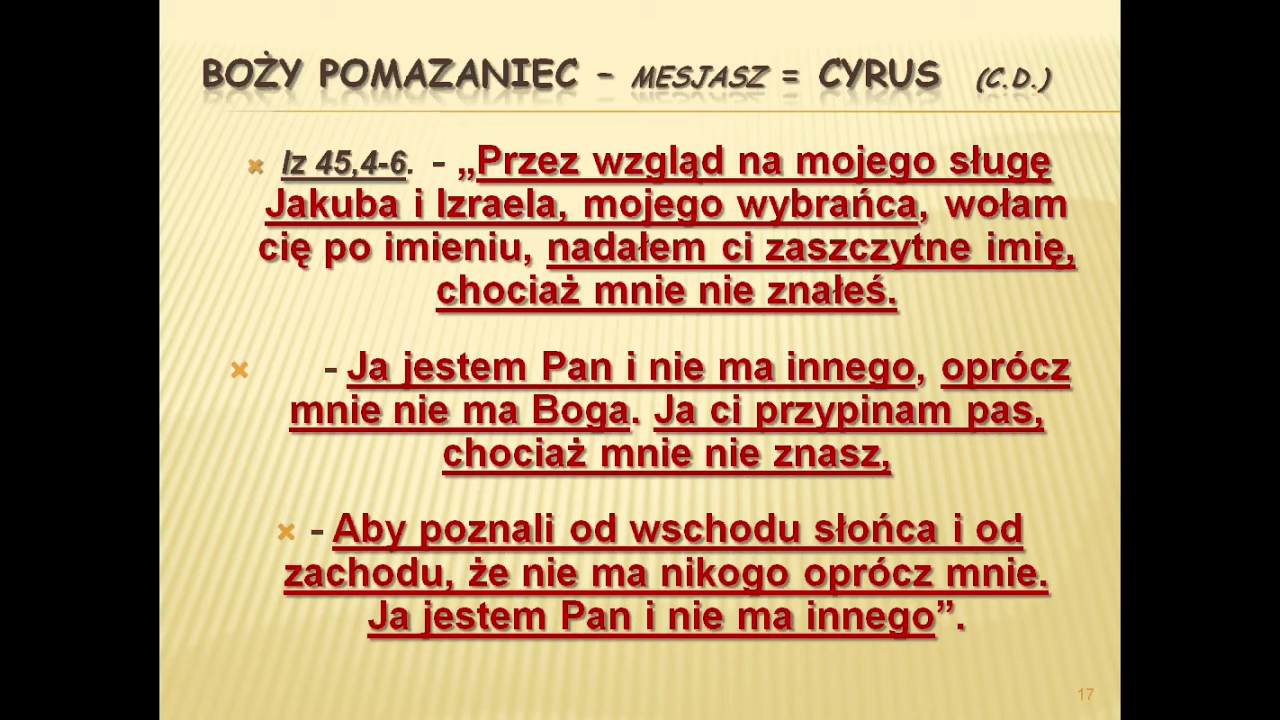 BOŻY POMAZANIEC – MESJASZ = CYRUS (C.D.)
Iz 45,4-6. - „Przez wzgląd na mojego sługę
Jakuba i Izraela, mojego wybrańca, wołam
cię po imieniu, nadałem ci zaszczytne imię,
chociaż mnie nie znałeś.
- Ja jestem Pan i nie ma innego, oprócz
mnie nie ma Boga. Ja ci przypinam pas,
chociaż mnie nie znasz,
- Aby poznali od wschodu słońca i od
zachodu, że nie ma nikogo oprócz mnie.
Ja jestem Pan i nie ma innego”.
17